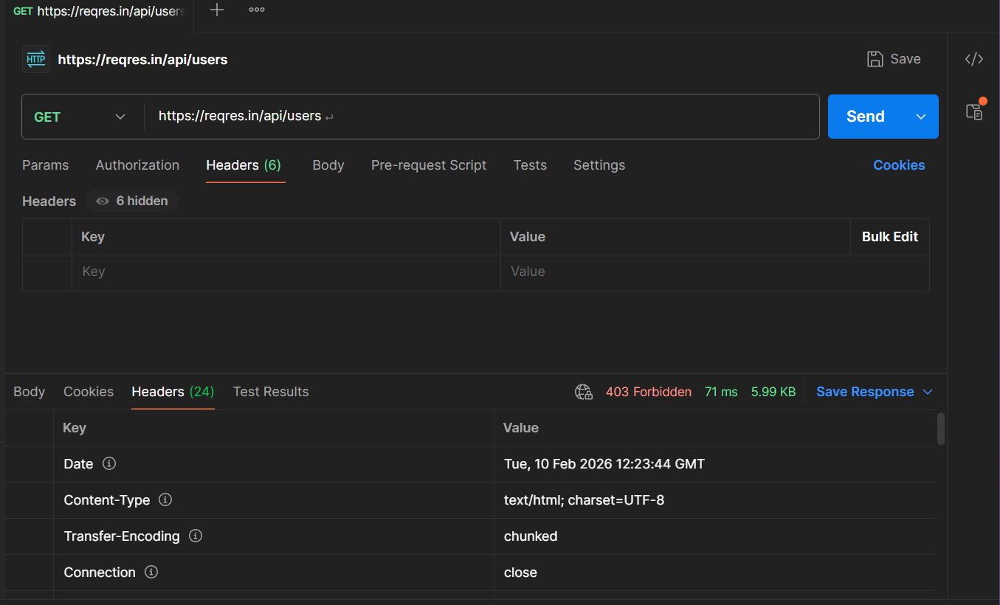 GET https://reqres.in/api/users
https://reqres.in/api/users Save
GET https://reqres.in/api/users Send
Params Authorization Headers (6) Body Pre-request Script Tests Settings Cookies
Headers 6 hidden
Key Value Bulk Edit
Key Value
Body Cookies Headers (24) Test Results 403 Forbidden 71 ms 5.99 KB Save Response
Key Value
Date Tue, 10 Feb 2026 12:23:44 GMT
Content-Type text/html; charset=UTF-8
Transfer-Encoding chunked
Connection close